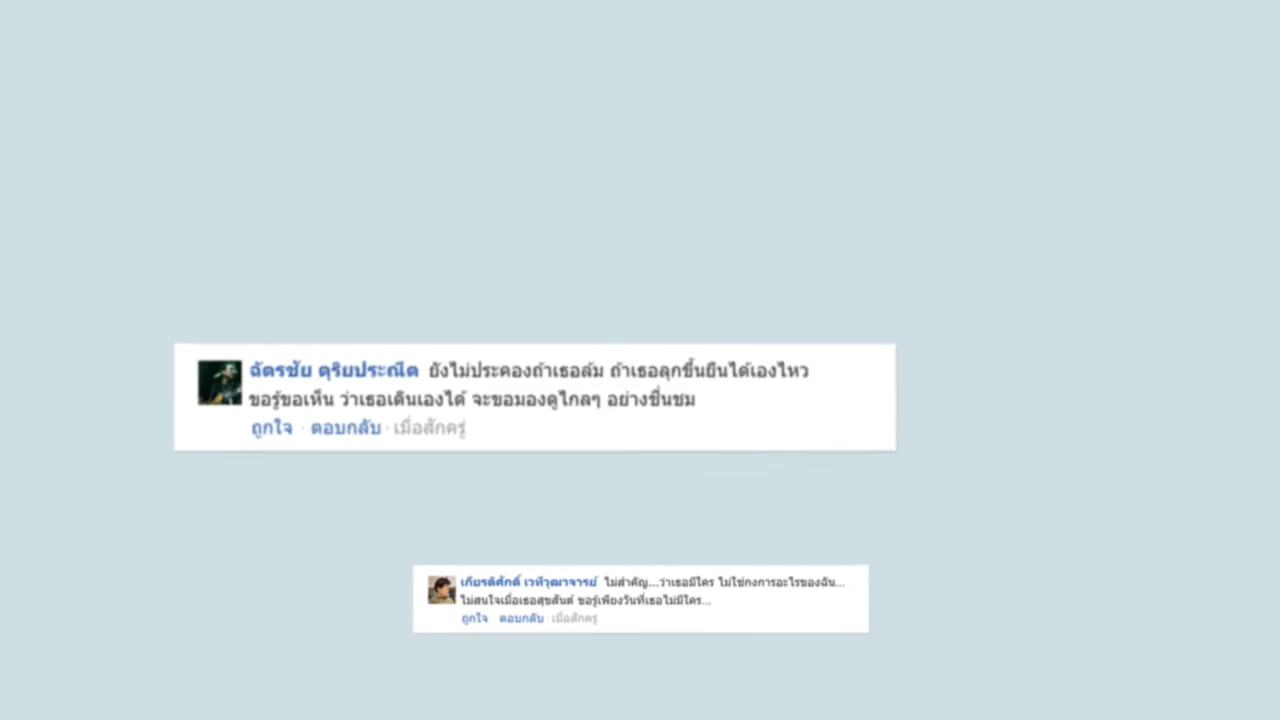 ฉัตรชัย ดุริยประณีต ยังไม่ประคองถ้าเธอล้ม ถ้าเธอลุกขึ้นยืนได้เองไหว
ขอรู้ขอเห็น ว่าเธอเดินเองได้ จะขอมองดูไกลๆ อย่างชื่นชม
ถูกใจ · ตอบกลับ · เมื่อสักครู่
เกียรติศักดิ์ เวทีวุฒาจารย์ ไม่สำคัญ...ว่าเธอมีใคร ไม่ใช่กงการอะไรของฉัน...
ไม่สนใจเมื่อเธอสุขสันต์ ขอรู้เพียงวันที่เธอไม่มีใคร...
ถูกใจ · ตอบกลับ · เมื่อสักครู่